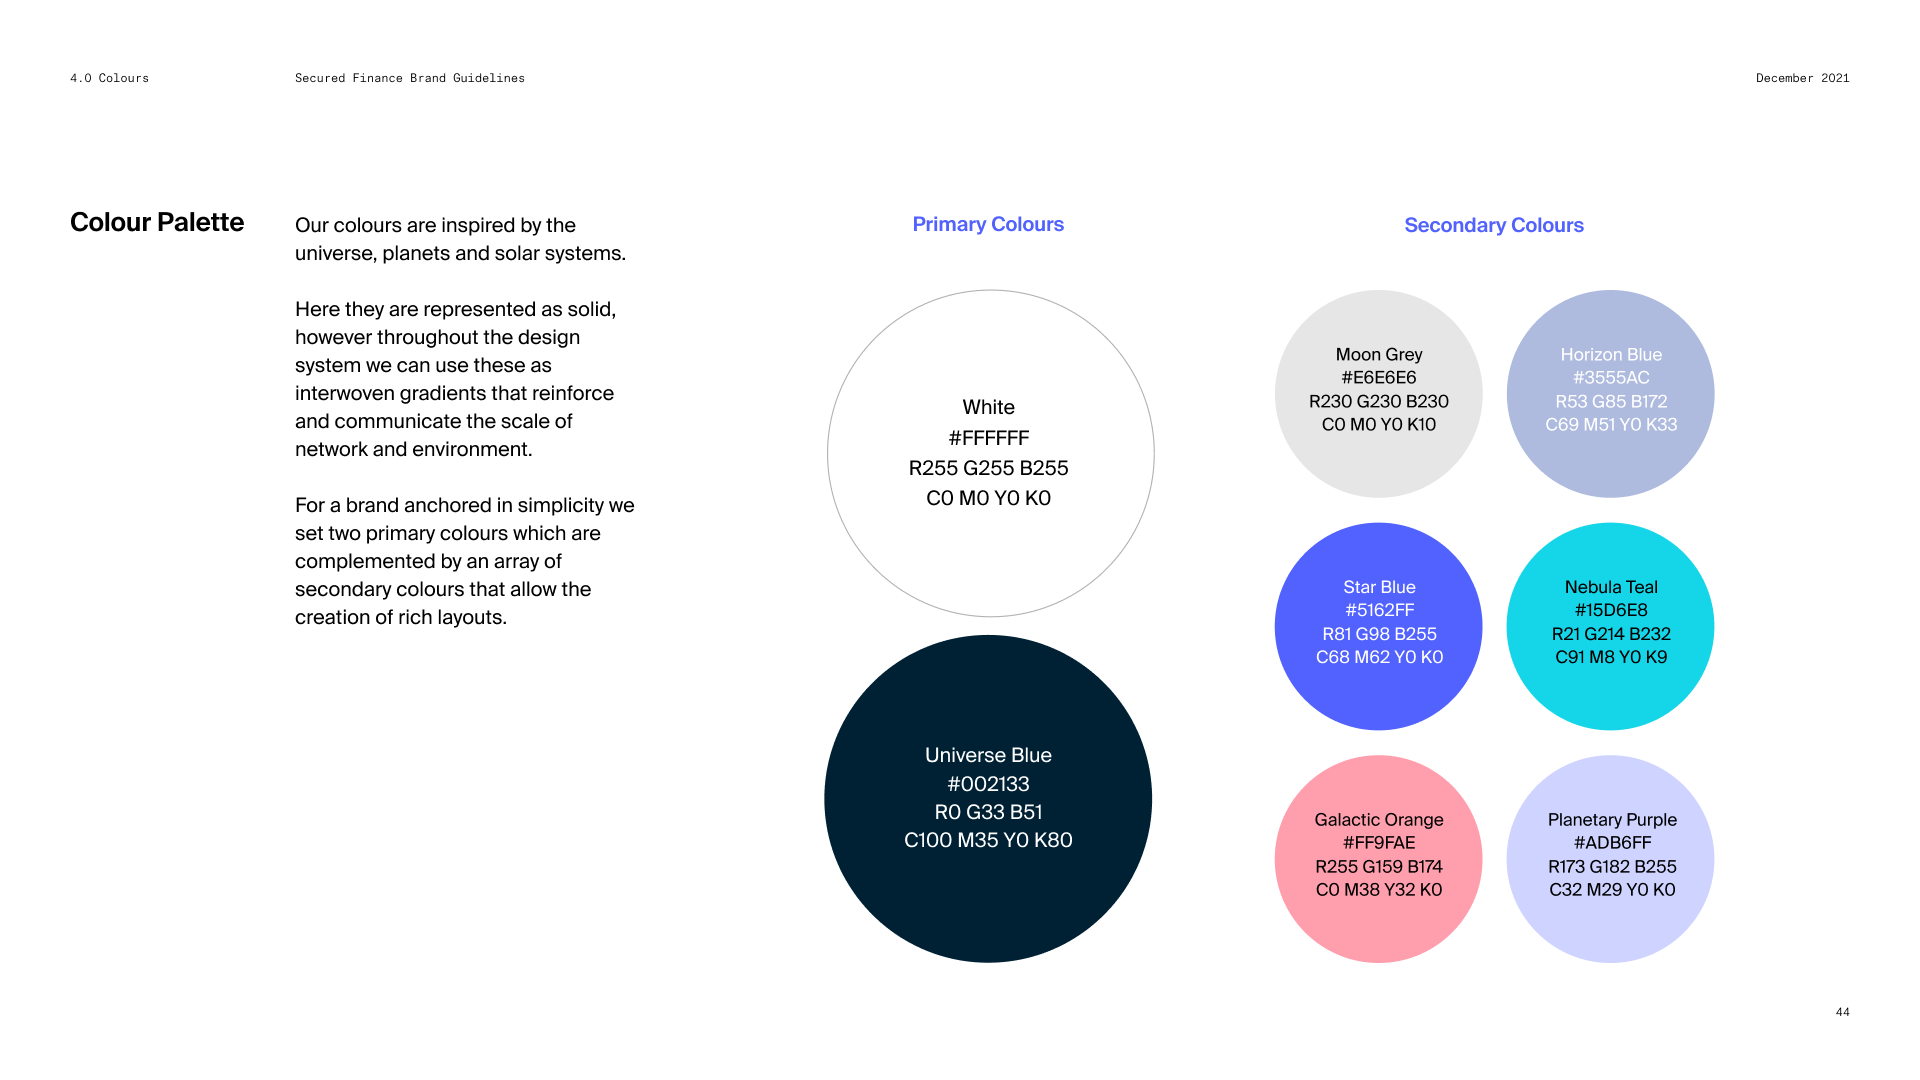 4.0 Colours
Secured Finance Brand Guidelines
December 2021
Colour Palette
Our colours are inspired by the
universe, planets and solar systems.
Here they are represented as solid,
however throughout the design
system we can use these as
interwoven gradients that reinforce
and communicate the scale of
network and environment.
For a brand anchored in simplicity we
set two primary colours which are
complemented by an array of
secondary colours that allow the
creation of rich layouts.
Primary Colours
White
#FFFFFF
R255 G255 B255
C0 M0 Y0 K0
Universe Blue
#002133
R0 G33 B51
C100 M35 Y0 K80
Secondary Colours
Moon Grey
#E6E6E6
R230 G230 B230
C0 M0 Y0 K10
Horizon Blue
#3555AC
R53 G85 B172
C69 M51 Y0 K33
Star Blue
#5162FF
R81 G98 B255
C68 M62 Y0 K0
Nebula Teal
#15D6E8
R21 G214 B232
C91 M8 Y0 K9
Galactic Orange
#FF9FAE
R255 G159 B174
C0 M38 Y32 K0
Planetary Purple
#ADB6FF
R173 G182 B255
C32 M29 Y0 K0
44